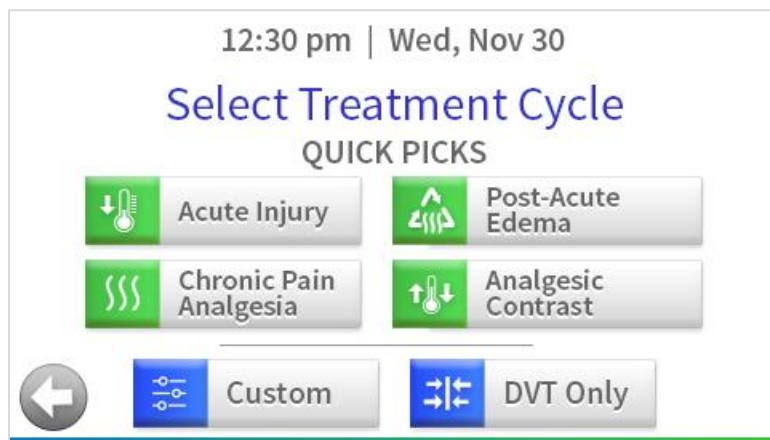 12:30 pm | Wed, Nov 30
Select Treatment Cycle
QUICK PICKS
Acute Injury
Post-Acute
Edema
Chronic Pain
Analgesia
Analgesic
Contrast
Custom
DVT Only